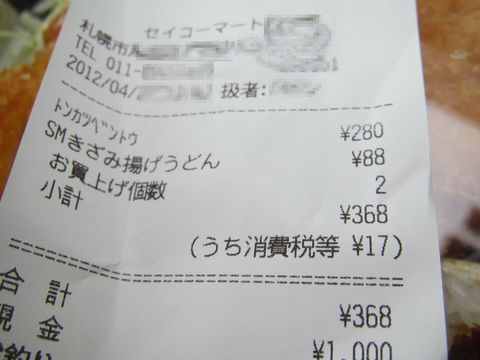 セイコーマート
札幌市
TEL 011-
2012/04/ 扱者:
トンカツベントウ ¥280
SMきざみ揚げうどん ¥88
お買上げ個数 2
小計 ¥368
(うち消費税等 ¥17)
合 計 ¥368
現 金 ¥1,000